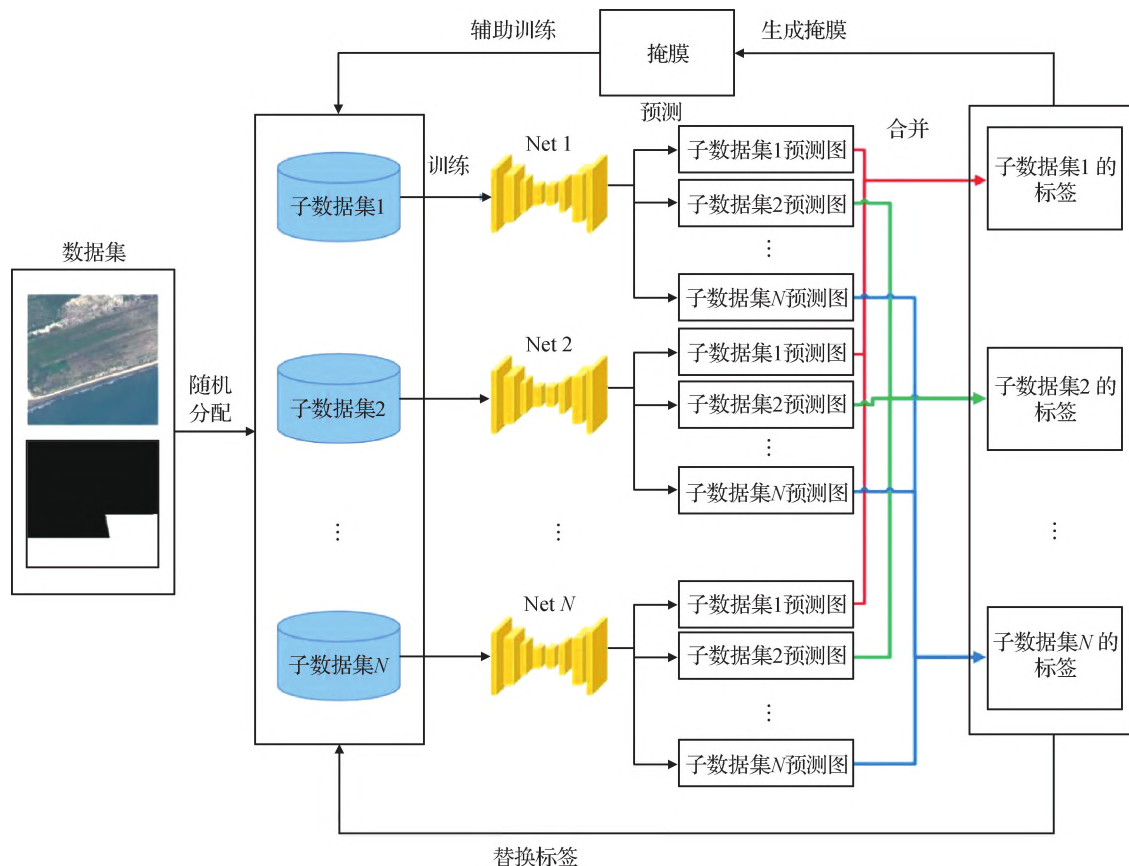 辅助训练
掩膜
生成掩膜
预测
合并
训练
Net 1
子数据集1
子数据集1预测图
子数据集2预测图
⋮
子数据集N预测图
子数据集1 的
标签
数据集
随机
分配
Net 2
子数据集2
子数据集1预测图
子数据集2预测图
⋮
子数据集N预测图
子数据集2 的
标签
⋮
⋮
⋮
Net N
子数据集N
子数据集1预测图
子数据集2预测图
⋮
子数据集N预测图
子数据集N 的
标签
替换标签